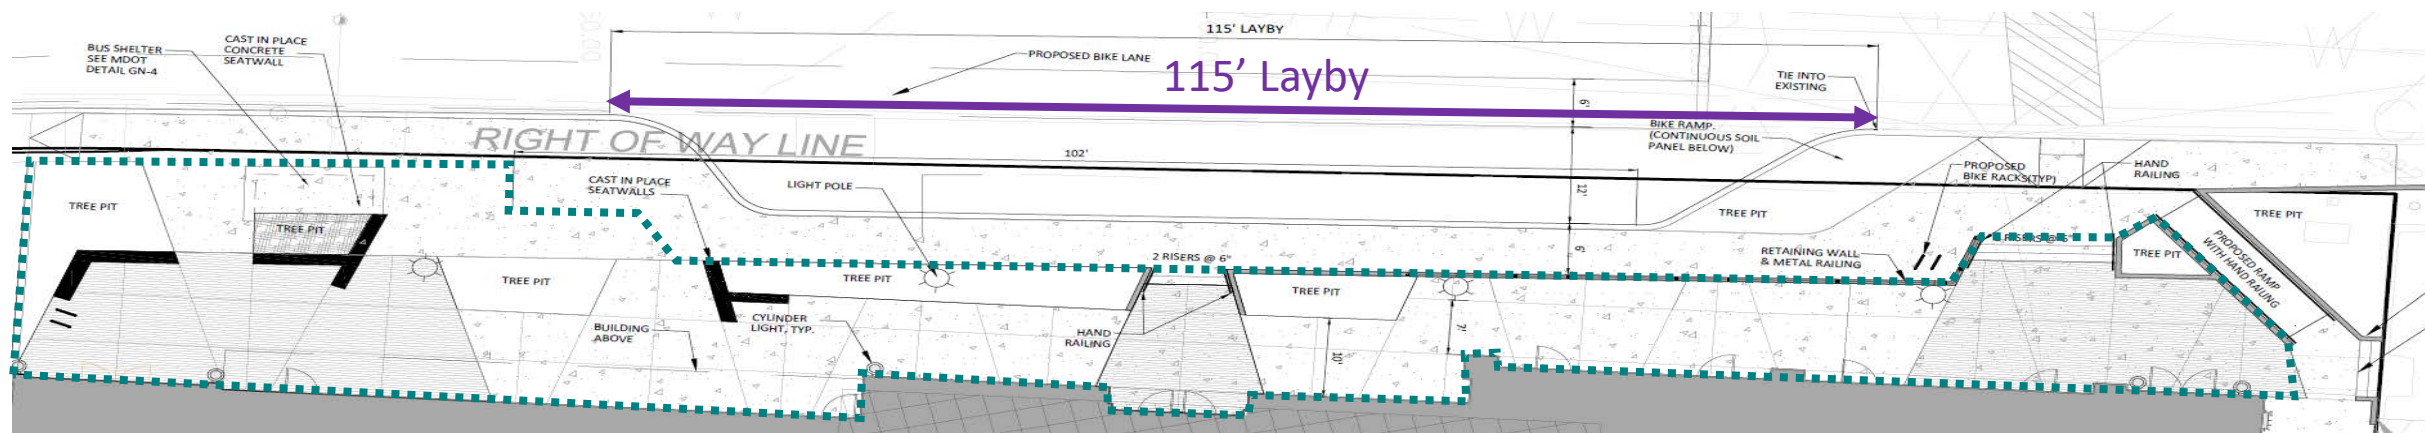 115' LAYBY
CAST IN PLACE
CONCRETE
SEATWALL
BUS SHELTER
SEE MDOT
DETAIL GN-4
PROPOSED BIKE LANE
115’ Layby
TIE INTO
EXISTING
6'
RIGHT OF WAY LINE
BIKE RAMP.
(CONTINUOUS SOIL
PANEL BELOW)
102'
PROPOSED
BIKE RACKS(TYP)
HAND
RAILING
CAST IN PLACE
SEATWALLS
LIGHT POLE
12'
TREE PIT
TREE PIT
TREE PIT
TREE PIT
6'
RISERS @ 6"
RETAINING WALL
& METAL RAILING
2 RISERS @ 6"
TREE PIT
PROPOSED RAMP
WITH HAND RAILING
TREE PIT
TREE PIT
TREE PIT
CYLINDER
LIGHT, TYP.
BUILDING
ABOVE
HAND
RAILING
7'
10'